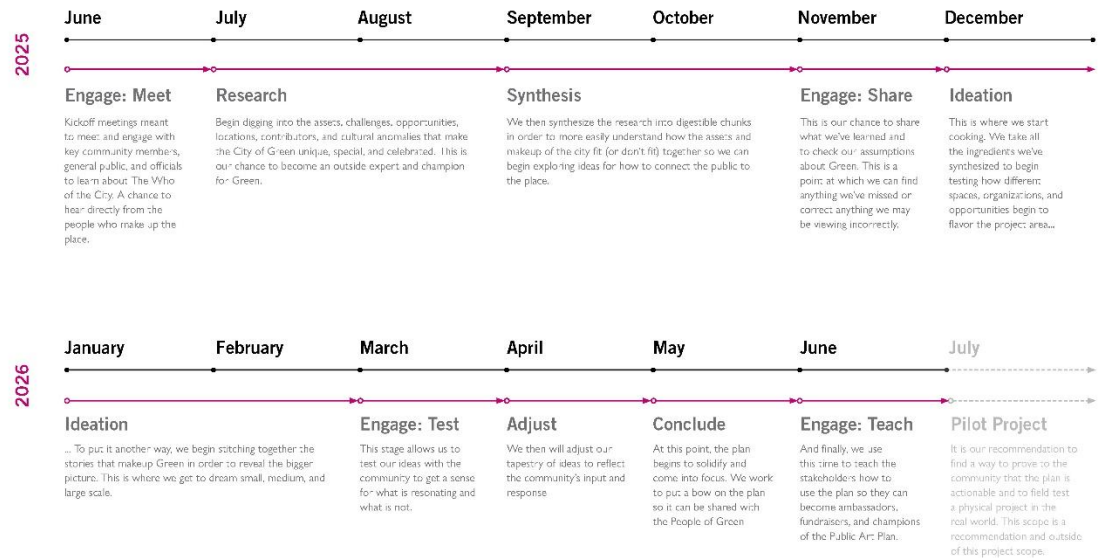 2025
June
July
August
September
October
November
December
Engage: Meet
Kickoff meetings meant
to meet and engage with
key community members,
general public, and officials
to learn about The Who
of the City. A chance to
hear directly from the
people who make up the
place.
Research
Begin digging into the assets, challenges, opportunities,
locations, contributors, and cultural anomalies that make
the City of Green unique, special, and celebrated. This is
our chance to become an outside expert and champion
for Green.
Synthesis
We then synthesize the research into digestible chunks
in order to more easily understand how the assets and
makeup of the city fit (or don't fit) together so we can
begin exploring ideas for how to connect the public to
the place.
Engage: Share
This is our chance to share
what we've learned and
to check our assumptions
about Green. This is a
point at which we can find
anything we've missed or
correct anything we may
be viewing incorrectly.
Ideation
This is where we start
cooking. We take all
the ingredients we've
synthesized to begin
testing how different
spaces, organizations, and
opportunities begin to
flavor the project area...
2026
January
February
March
April
May
June
July
Ideation
... To put it another way, we begin stitching together the
stories that makeup Green in order to reveal the bigger
picture. This is where we get to dream small, medium, and
large scale.
Engage: Test
This stage allows us to
test our ideas with the
community to get a sense
for what is resonating and
what is not.
Adjust
We then will adjust our
tapestry of ideas to reflect
the community's input and
response
Conclude
At this point, the plan
begins to solidify and
come into focus. We work
to put a bow on the plan
so it can be shared with
the People of Green
Engage: Teach
And finally, we use
this time to teach the
stakeholders how to
use the plan so they can
become ambassadors,
fundraisers, and champions
of the Public Art Plan.
Pilot Project
It is our recommendation to
find a way to prove to the
community that the plan is
actionable and to field test
a physical project in the
real world. This scope is a
recommendation and outside
of this project scope.